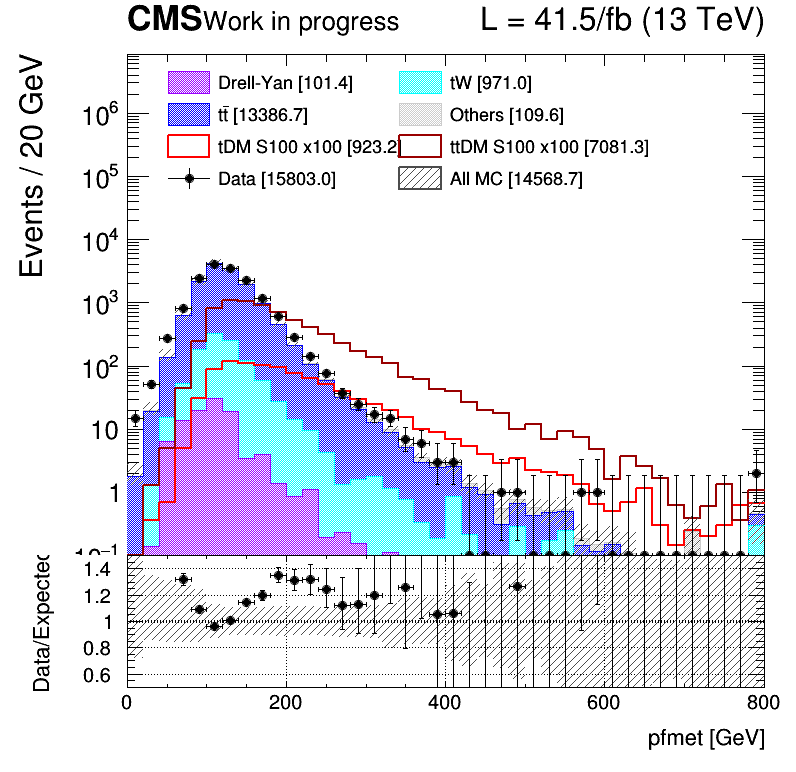 CMS Work in progress L = 41.5/fb (13 TeV)
Events / 20 GeV
Drell-Yan [101.4] tW [971.0]
tt̄ [13386.7] Others [109.6]
tDM S100 x100 [923.2] ttDM S100 x100 [7081.3]
Data [15803.0] All MC [14568.7]
10⁶
10⁵
10⁴
10³
10²
10
1
10⁻¹
Data/Expected
1.4
1.2
1
0.8
0.6
0 200 400 600 800
pfmet [GeV]